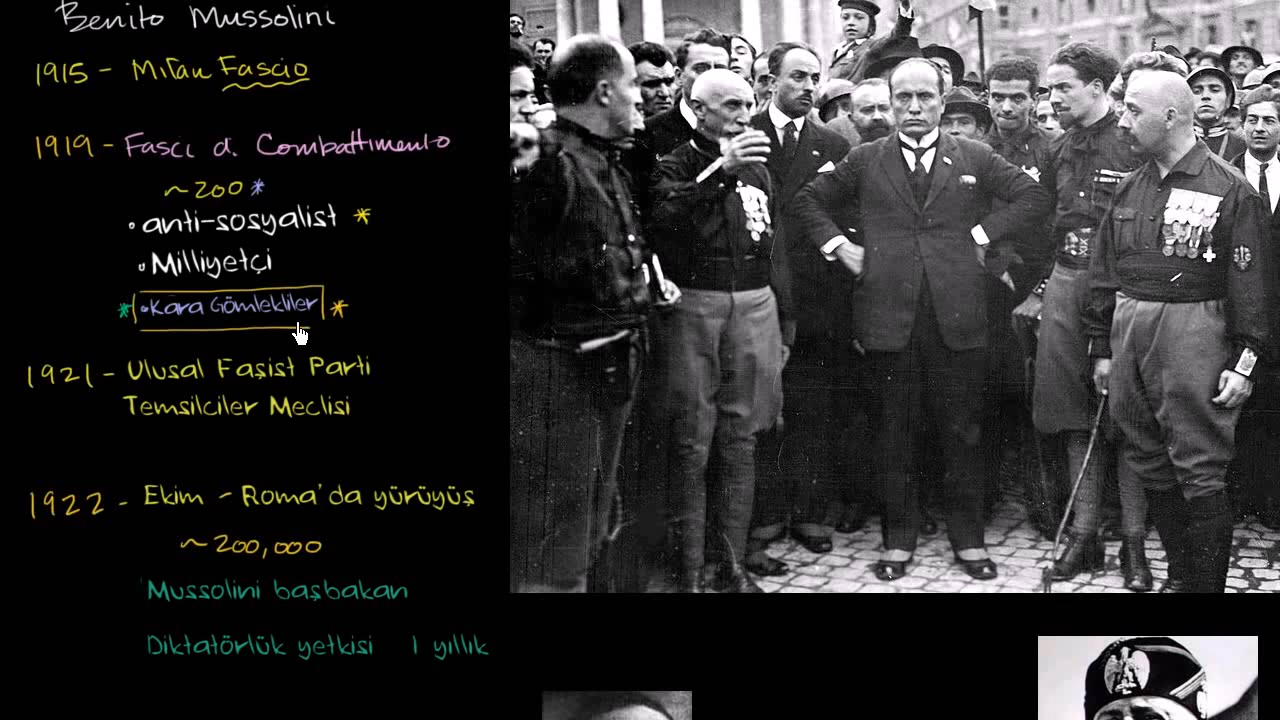 Benito Mussolini
1915 - Milan Fascio
1919 - Fasci d. Combattimento
~200 *
• anti-sosyalist *
• Milliyetçi
* • Kara Gömlekliler *
1921 - Ulusal Faşist Parti
Temsilciler Meclisi
1922 - Ekim - Roma'da yürüyüş
~200,000
Mussolini başbakan
Diktatörlük yetkisi 1 yıllık